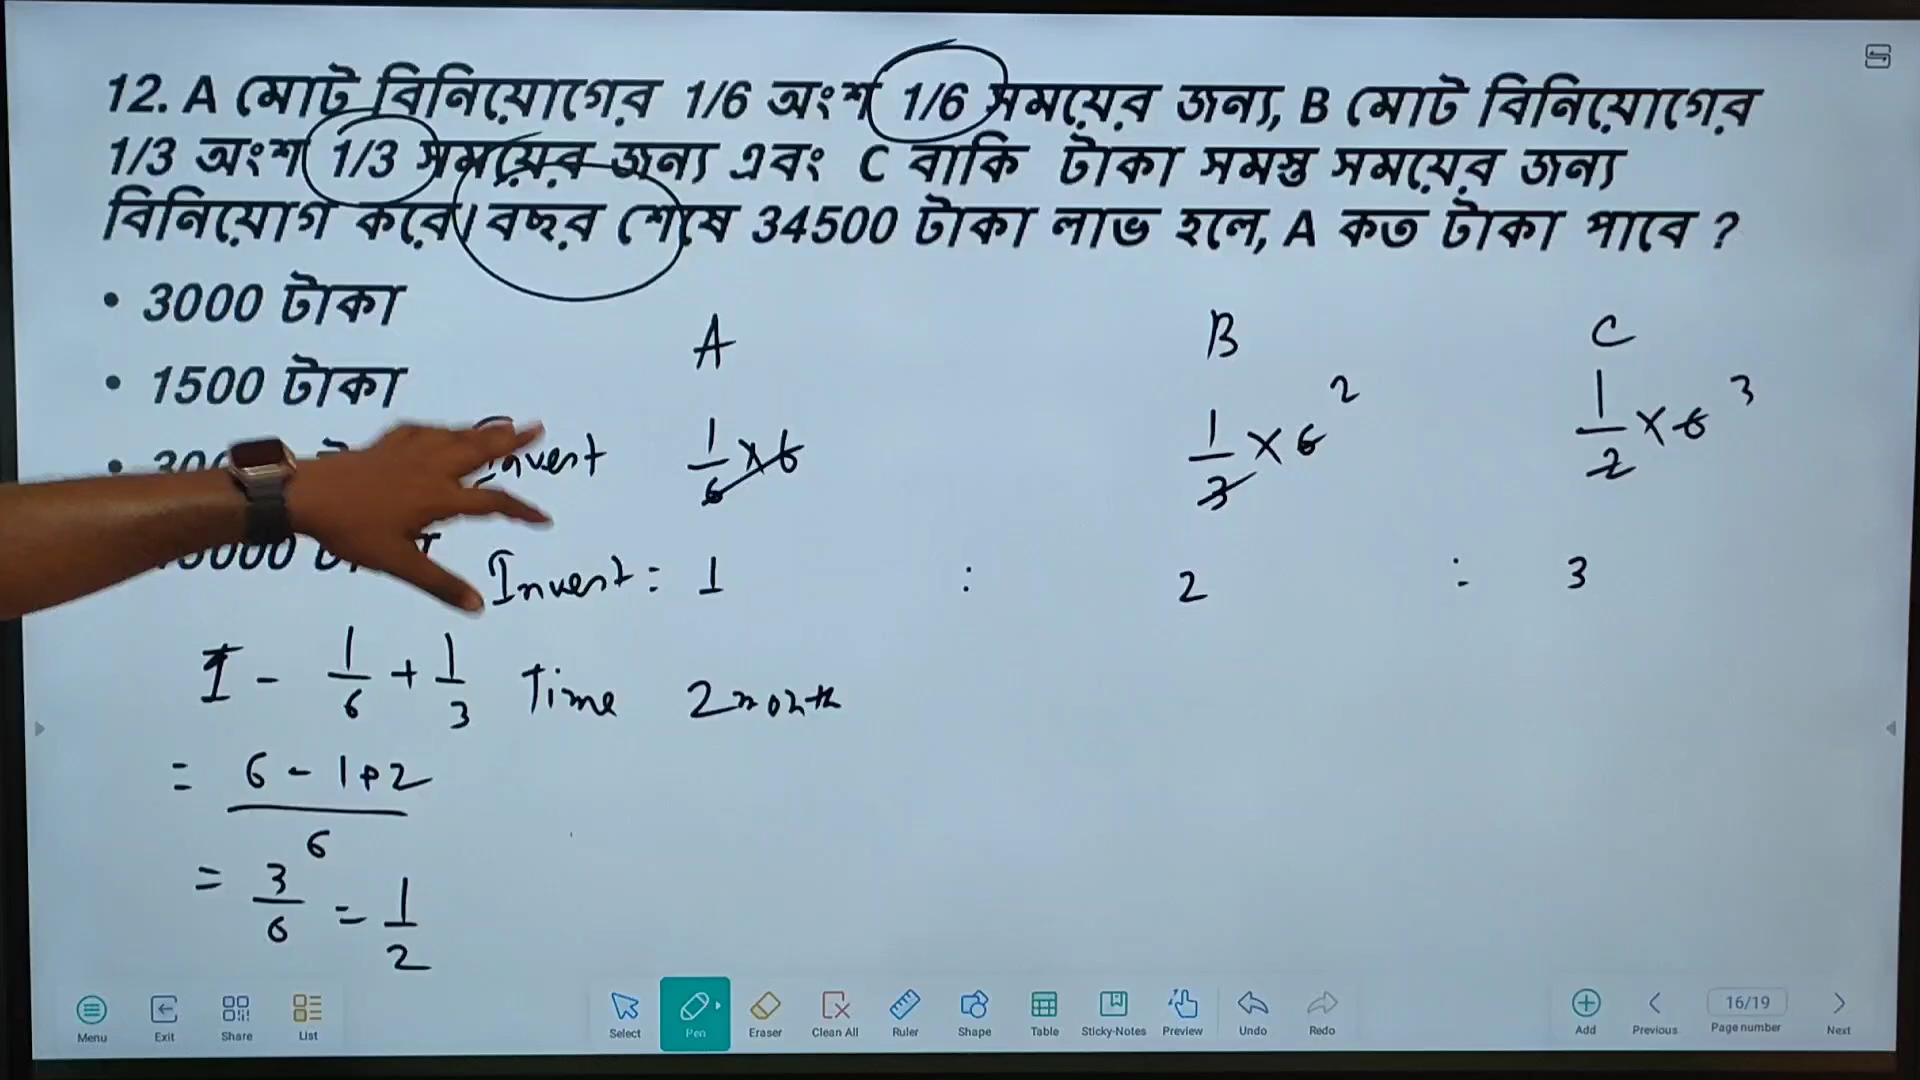 12. A মোট বিনিয়োগের 1/6 অংশ 1/6 সময়ের জন্য, B মোট বিনিয়োগের
1/3 অংশ 1/3 সময়ের জন্য এবং C বাকি টাকা সমস্ত সময়ের জন্য
বিনিয়োগ করে। বছর শেষে 34500 টাকা লাভ হলে, A কত টাকা পাবে ?
• 3000 টাকা
• 1500 টাকা
A B C
1/6 × 6 1/3 × 6 2 1/2 × 6 3
Invest = 1 : 2 : 3
I - 1/6 + 1/3
Time 2 month
= 6 - 1+2 / 6
= 3/6 = 1/2
Menu Exit Share List Select Pen Eraser Clean All Ruler Shape Table Sticky-Notes Preview Undo Redo Add Previous 16/19 Page number Next